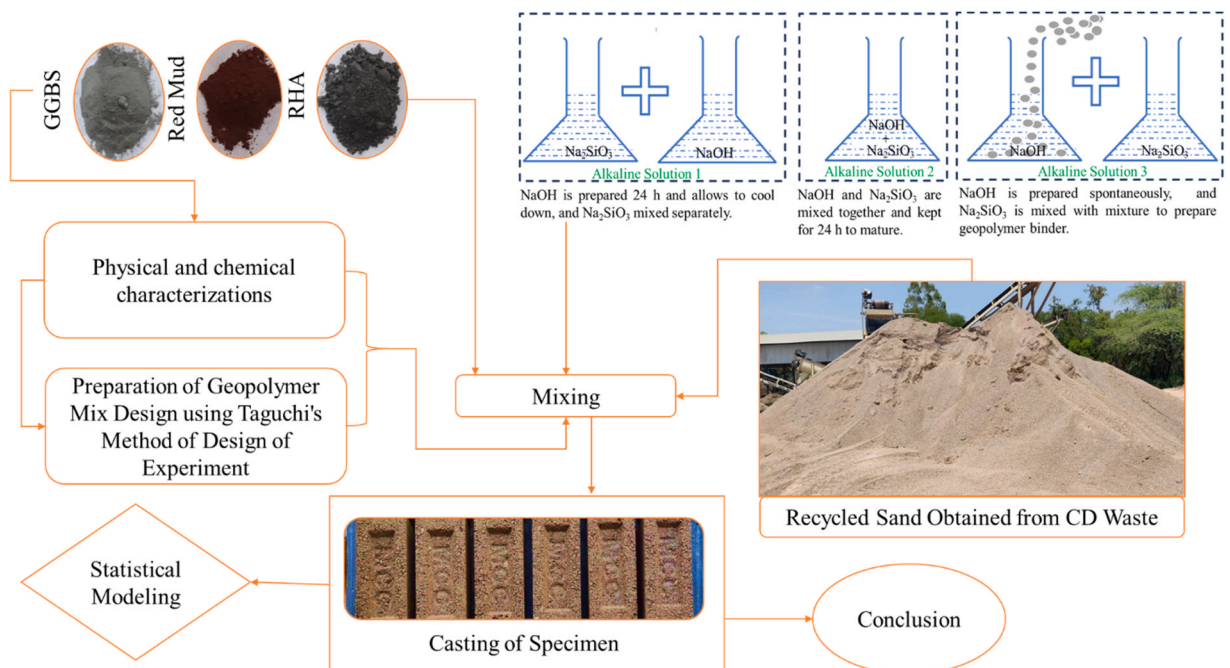 GGBS
Red Mud
RHA
Na₂SiO₃
NaOH
Alkaline Solution 1
NaOH is prepared 24 h and allows to cool
down, and Na₂SiO₃ mixed separately.
NaOH
+
Na₂SiO₃
Alkaline Solution 2
NaOH and Na₂SiO₃ are
mixed together and kept
for 24 h to mature.
NaOH
Na₂SiO₃
Alkaline Solution 3
NaOH is prepared spontaneously, and
Na₂SiO₃ is mixed with mixture to prepare
geopolymer binder.
Physical and chemical
characterizations
Preparation of Geopolymer
Mix Design using Taguchi's
Method of Design of
Experiment
Mixing
Recycled Sand Obtained from CD Waste
Statistical
Modeling
Casting of Specimen
Conclusion